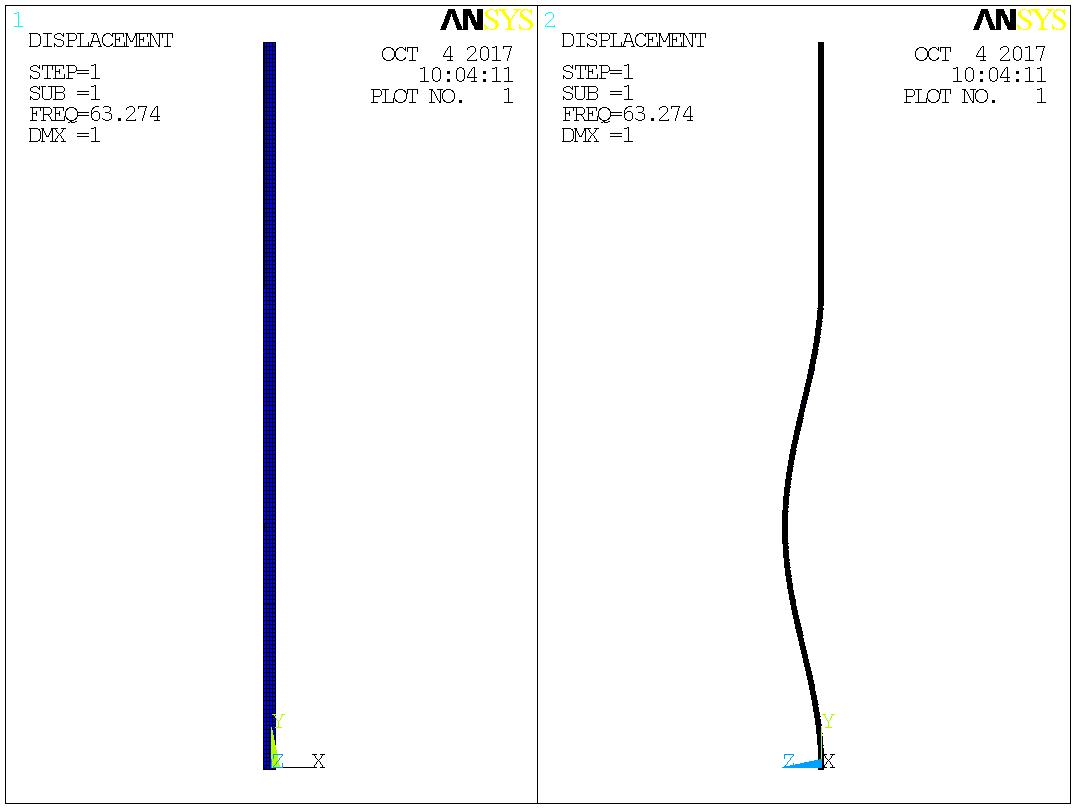 1
ANSYS
DISPLACEMENT
STEP=1
SUB =1
FREQ=63.274
DMX =1
OCT 4 2017
10:04:11
PLOT NO. 1
Y
Z X
2
ANSYS
DISPLACEMENT
STEP=1
SUB =1
FREQ=63.274
DMX =1
OCT 4 2017
10:04:11
PLOT NO. 1
Y
Z X